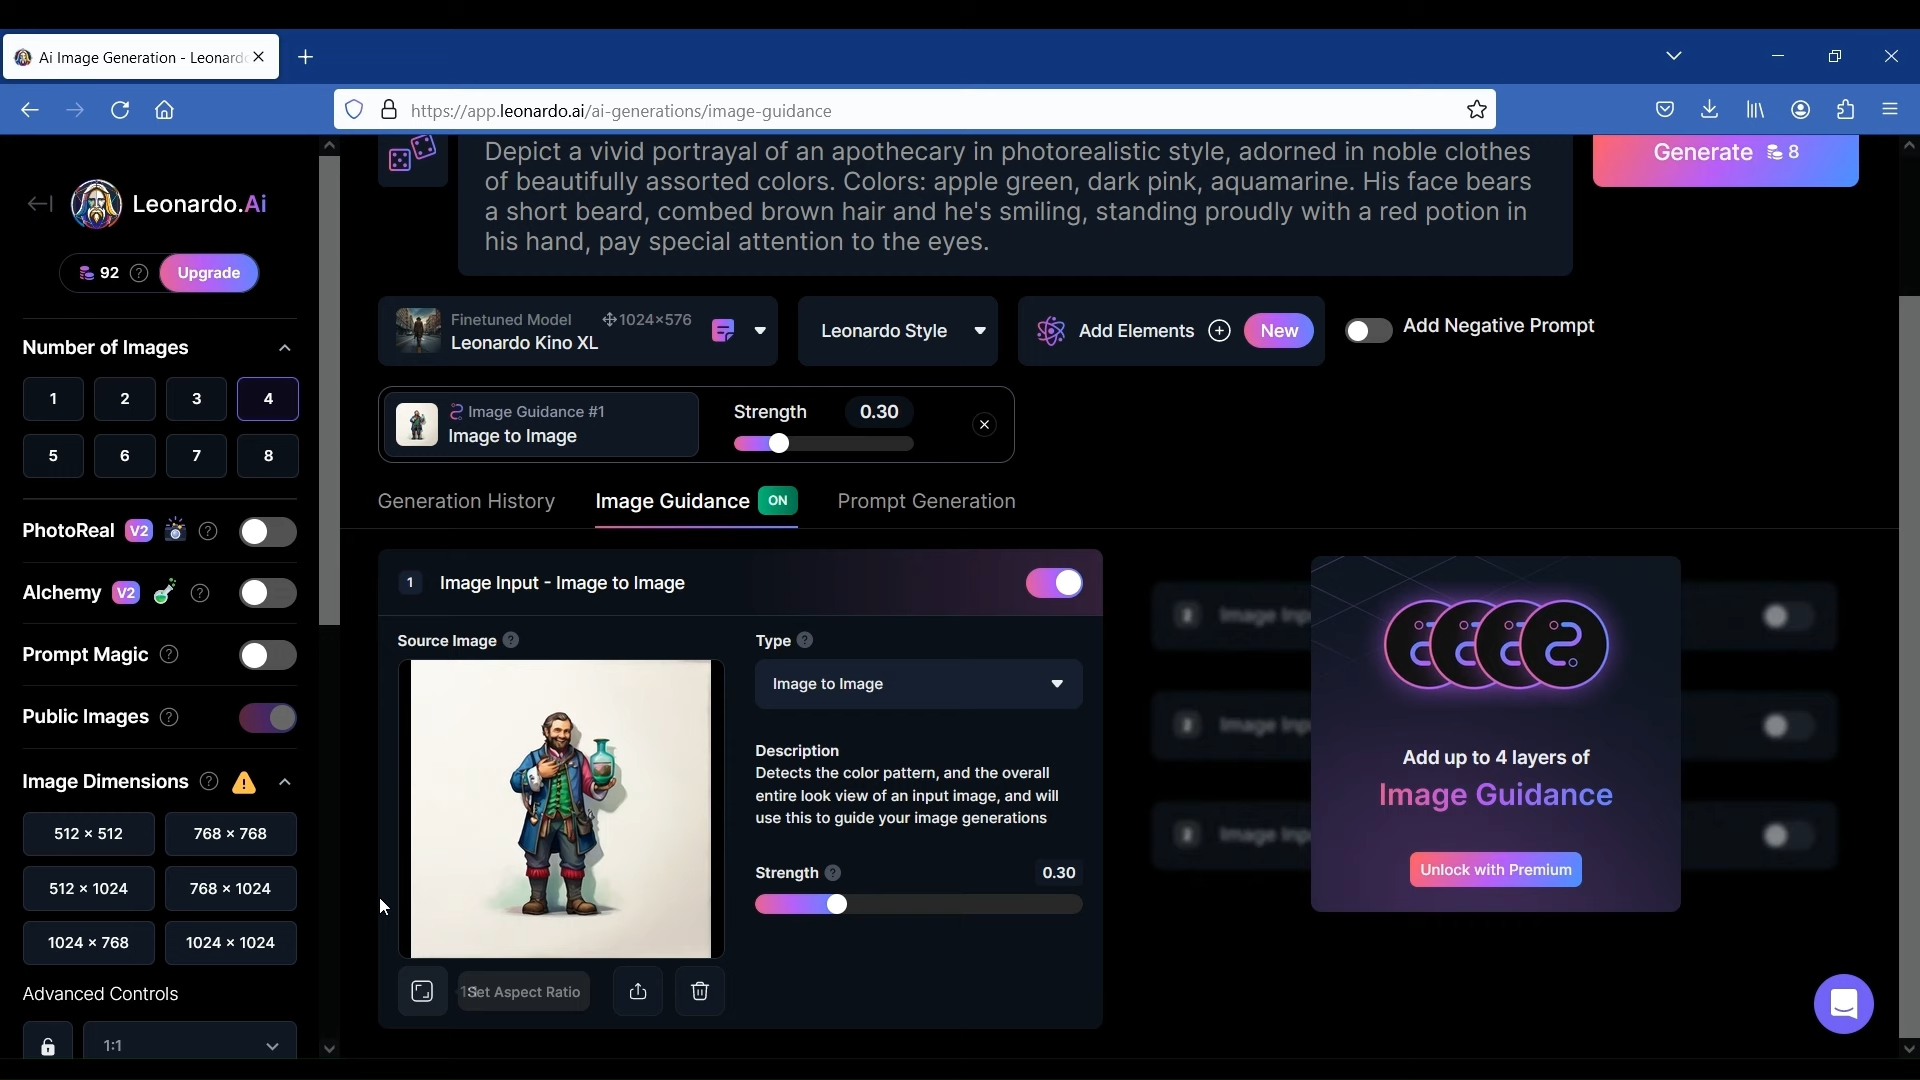 Ai Image Generation - Leonard
https://app.leonardo.ai/ai-generations/image-guidance
Leonardo.Ai
92
Upgrade
Number of Images
1 2 3 4
5 6 7 8
PhotoReal V2
Alchemy V2
Prompt Magic
Public Images
Image Dimensions
512 × 512 768 × 768
512 × 1024 768 × 1024
1024 × 768 1024 × 1024
Advanced Controls
1:1
Depict a vivid portrayal of an apothecary in photorealistic style, adorned in noble clothes
of beautifully assorted colors. Colors: apple green, dark pink, aquamarine. His face bears
a short beard, combed brown hair and he's smiling, standing proudly with a red potion in
his hand, pay special attention to the eyes.
Generate 8
Finetuned Model 1024×576
Leonardo Kino XL
Leonardo Style
Add Elements New
Add Negative Prompt
Image Guidance #1
Image to Image
Strength 0.30
Generation History Image Guidance ON Prompt Generation
1 Image Input - Image to Image
Source Image
Set Aspect Ratio
Type
Image to Image
Description
Detects the color pattern, and the overall
entire look view of an input image, and will
use this to guide your image generations
Strength 0.30
2 Image Inp
2 Image Inp
2 Image Inp
Add up to 4 layers of
Image Guidance
Unlock with Premium